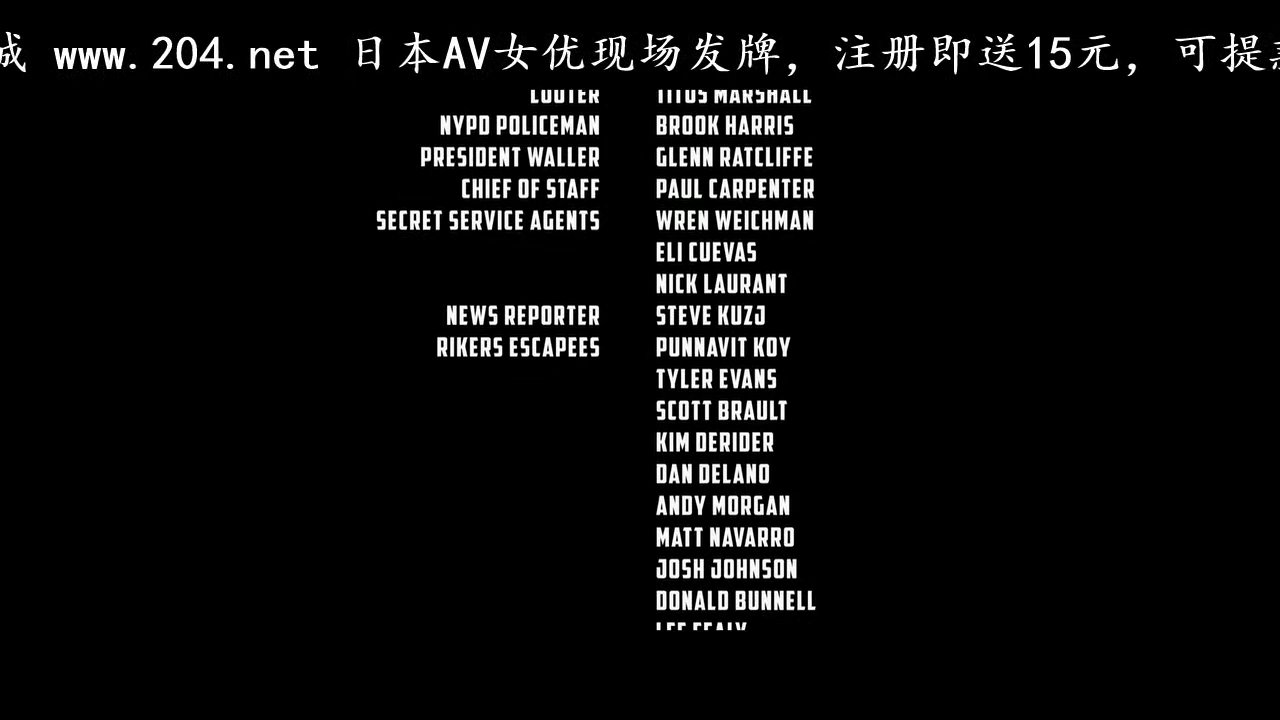 城 www.204.net 日本AV女优现场发牌，注册即送15元，可提款
LOOTER TITUS MARSHALL
NYPD POLICEMAN BROOK HARRIS
PRESIDENT WALLER GLENN RATCLIFFE
CHIEF OF STAFF PAUL CARPENTER
SECRET SERVICE AGENTS WREN WEICHMAN
ELI CUEVAS
NICK LAURANT
NEWS REPORTER STEVE KUZJ
RIKERS ESCAPEES PUNNAVIT KOY
TYLER EVANS
SCOTT BRAULT
KIM DERIDER
DAN DELANO
ANDY MORGAN
MATT NAVARRO
JOSH JOHNSON
DONALD BUNNELL